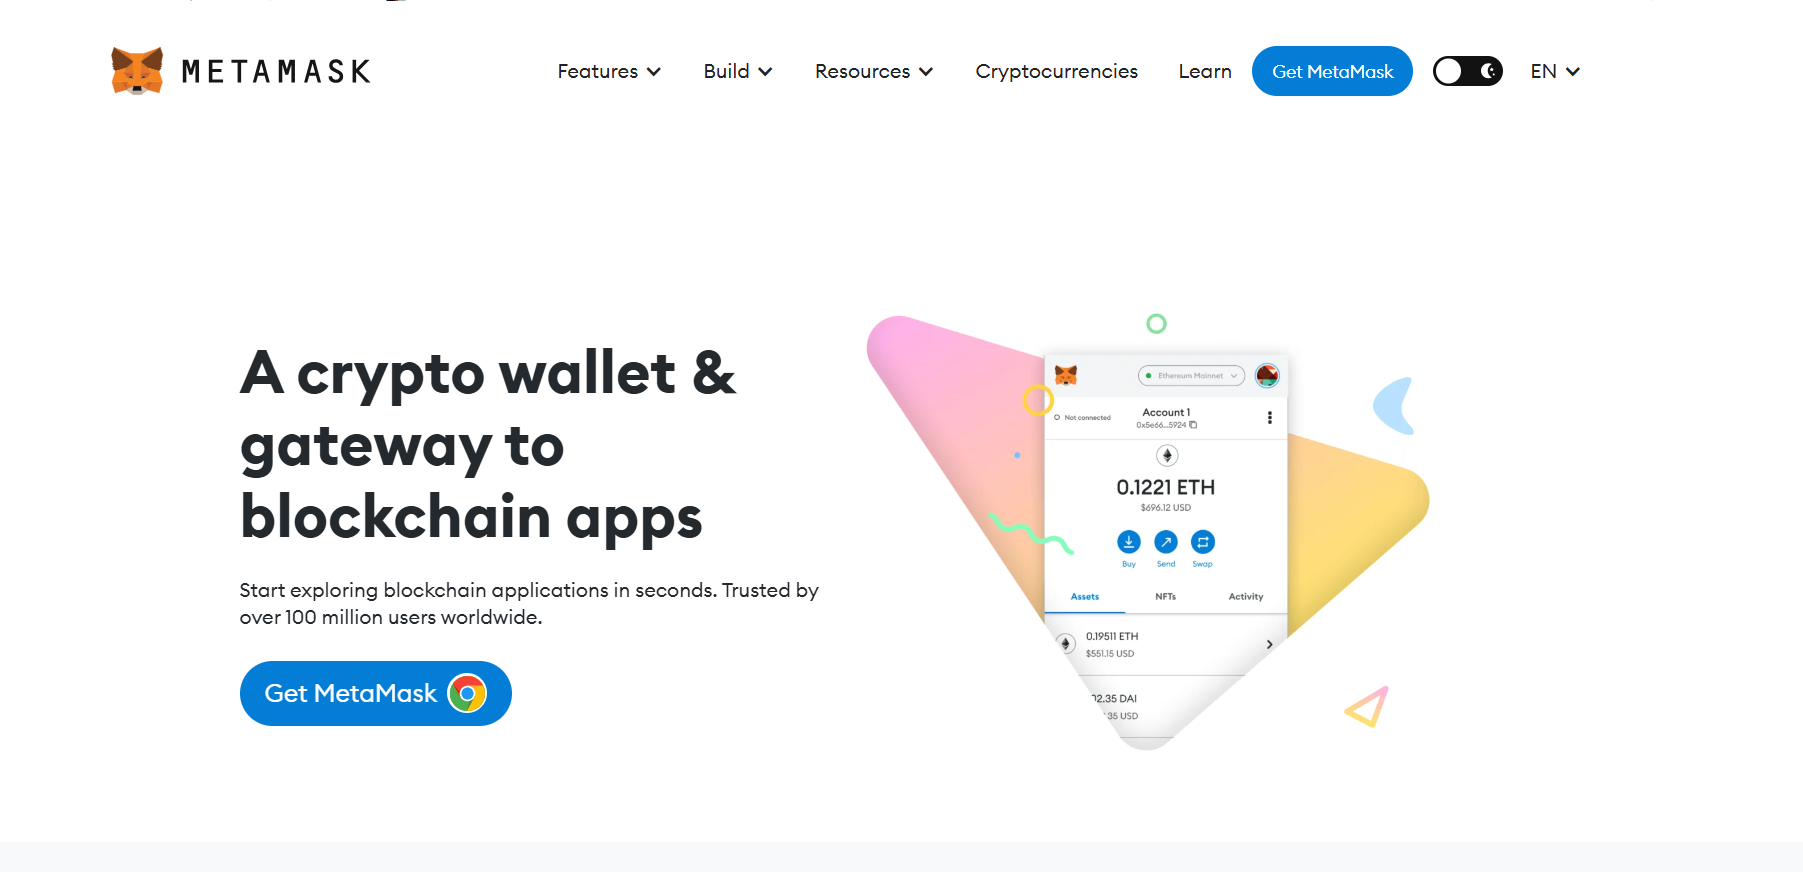 METAMASK
Features
Build
Resources
Cryptocurrencies
Learn
Get MetaMask
EN
A crypto wallet &
gateway to
blockchain apps
Start exploring blockchain applications in seconds. Trusted by
over 100 million users worldwide.
Get MetaMask
Ethereum Mainnet
Not connected
Account 1
0x5e66...5924
0.1221 ETH
$696.12 USD
Buy
Send
Swap
Assets
NFTs
Activity
0.19511 ETH
$551.15 USD
02.35 DAI
.35 USD